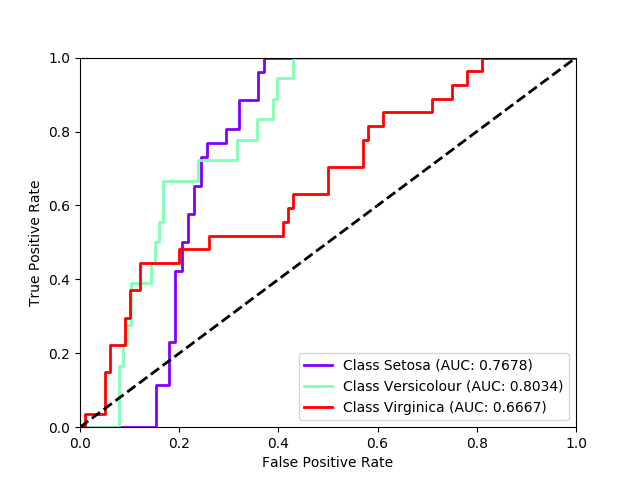 1.0
0.8
0.6
0.4
0.2
0.0
True Positive Rate
Class Setosa (AUC: 0.7678)
Class Versicolour (AUC: 0.8034)
Class Virginica (AUC: 0.6667)
0.0 0.2 0.4 0.6 0.8 1.0
False Positive Rate